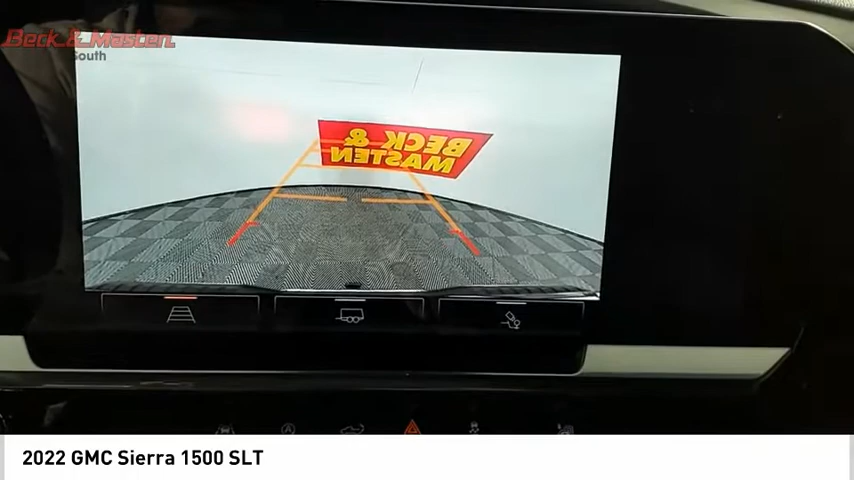 Beck & Masten
South
BECK &
MASTEN
2022 GMC Sierra 1500 SLT